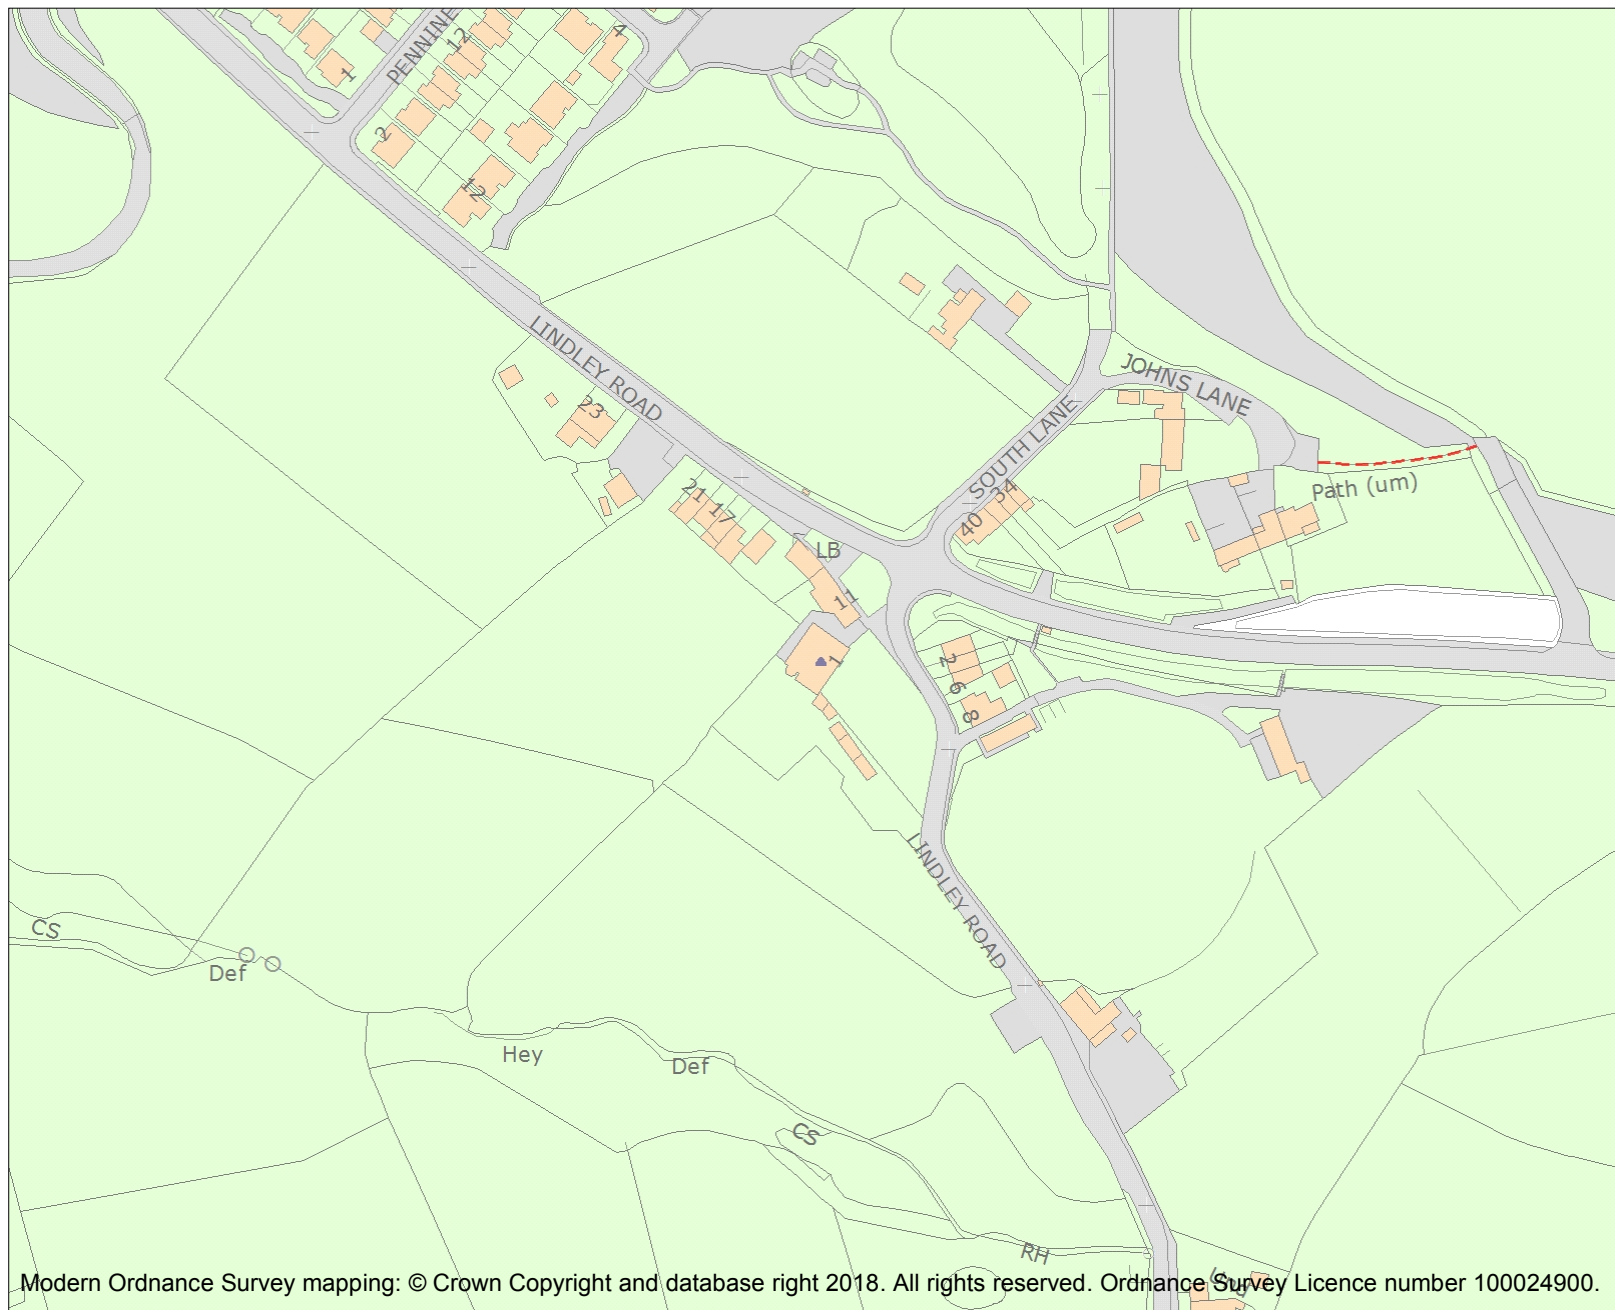 PENNINE
12
4
1
2
12
LINDLEY ROAD
23
JOHNS LANE
SOUTH LANE
34
40
Path (um)
21
17
LB
11
1
2
6
8
LINDLEY ROAD
CS
Def
Hey
Def
CS
RH
Und
Modern Ordnance Survey mapping: © Crown Copyright and database right 2018. All rights reserved. Ordnance Survey Licence number 100024900.